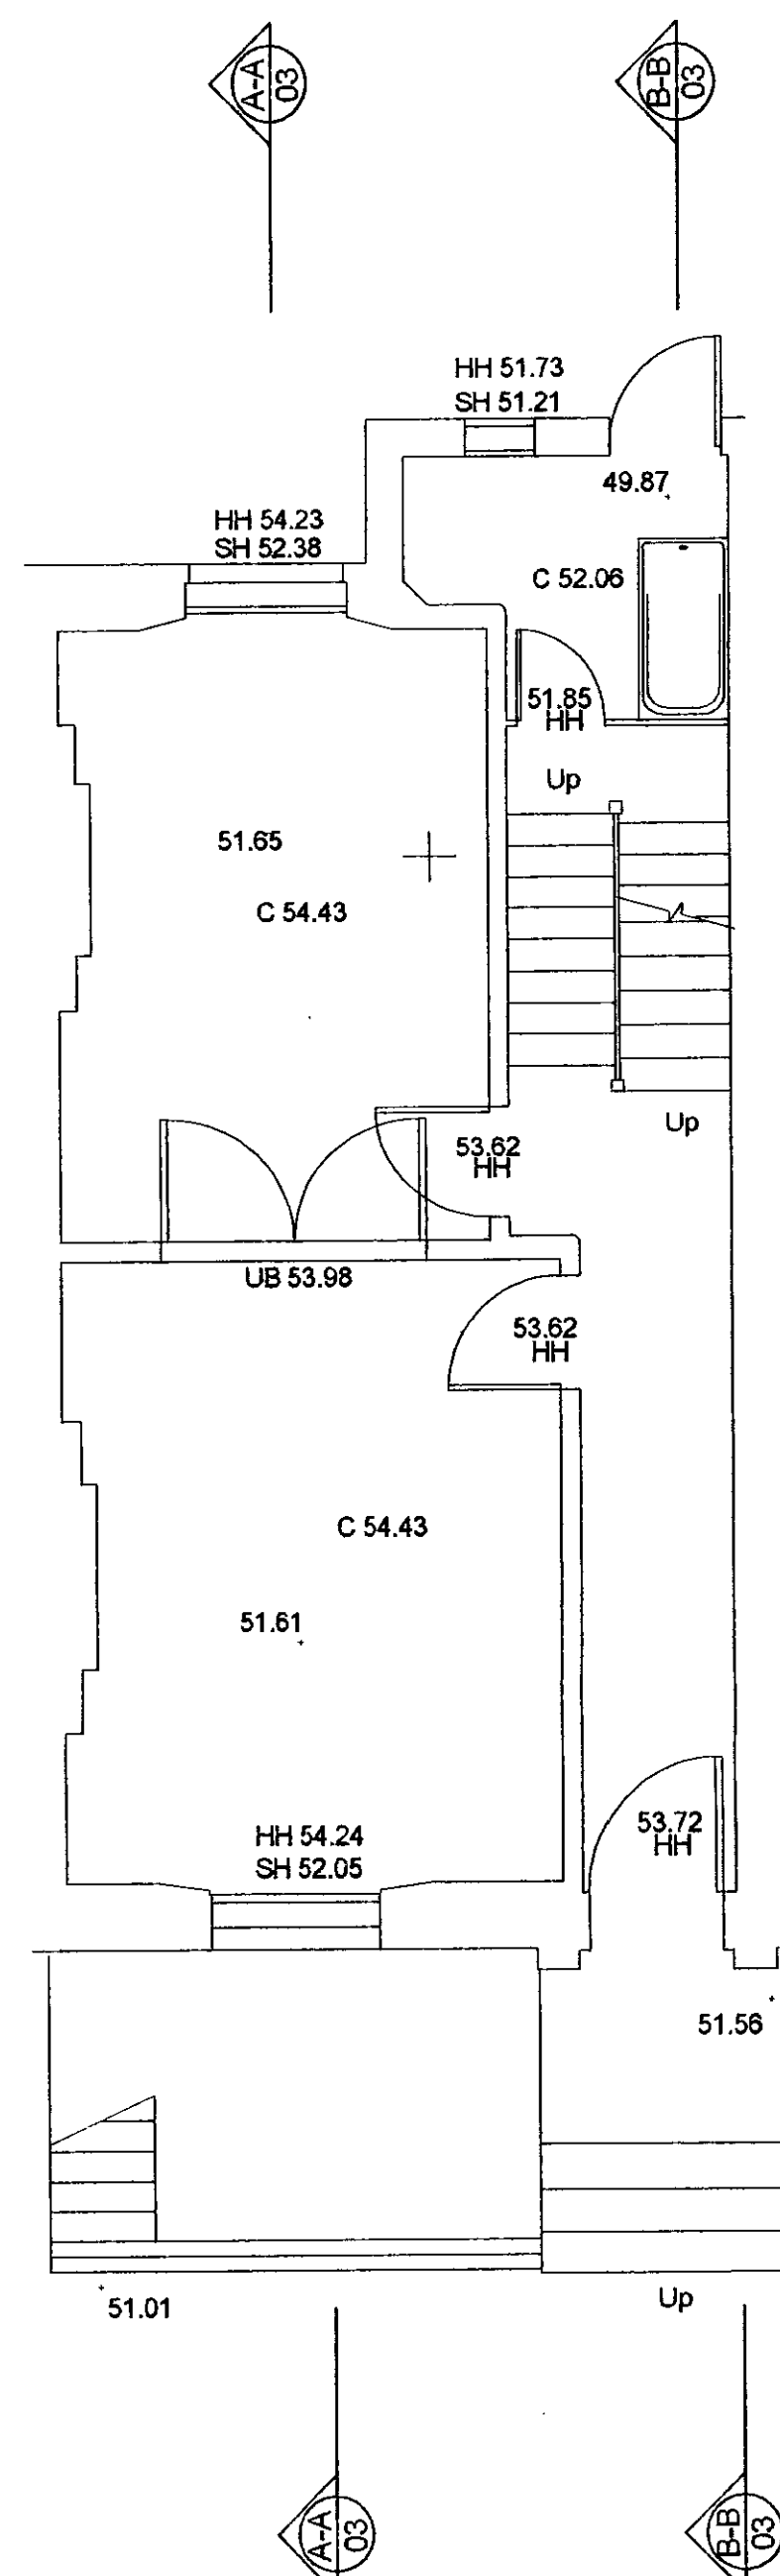 A-A
03
B-B
03
HH 51.73
SH 51.21
49.87
HH 54.23
SH 52.38
C 52.06
51.85
HH
Up
51.65
C 54.43
Up
53.62
HH
UB 53.98
53.62
HH
C 54.43
51.61
HH 54.24
SH 52.05
53.72
HH
51.56
51.01
Up
A-A
03
B-B
03